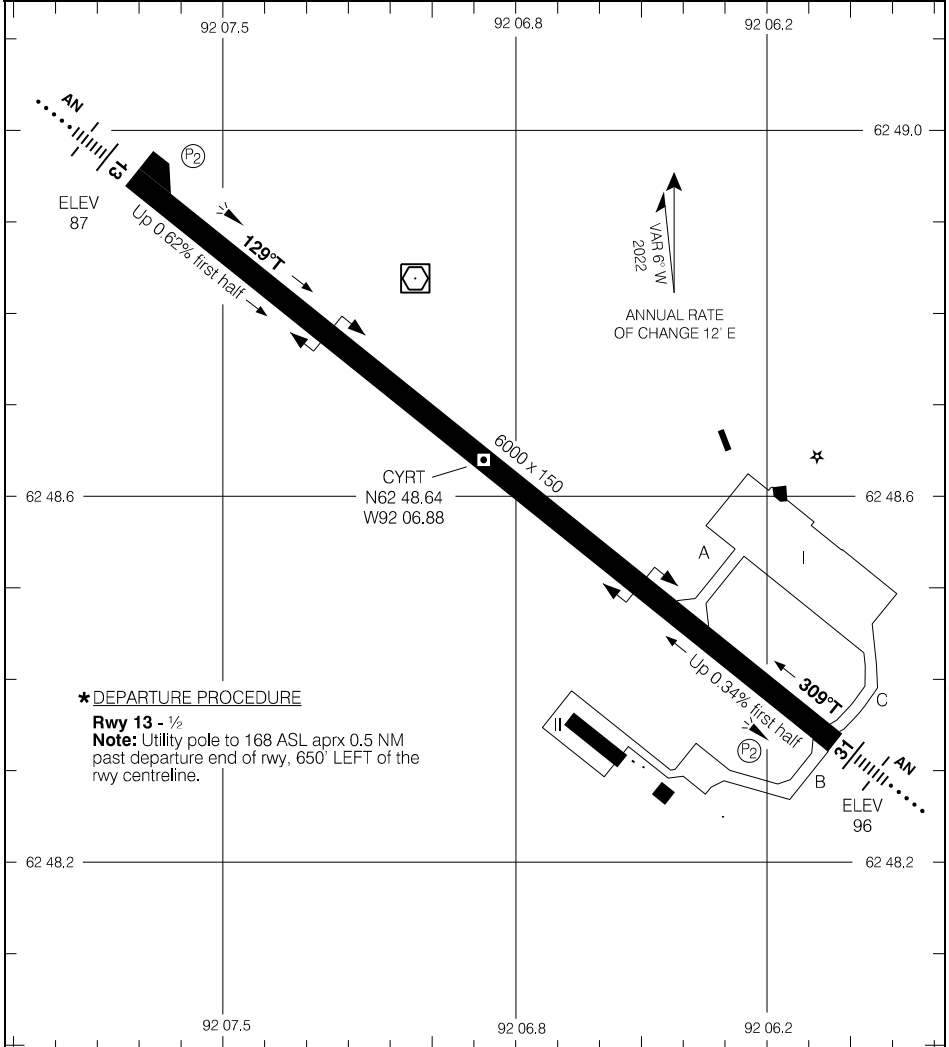 92 07.5
92 06.8
92 06.2
AN
P2
62 49.0
13
ELEV
87
Up 0.62% first half
129°T
VAR 6° W
2022
ANNUAL RATE
OF CHANGE 12' E
6000 x 150
CYRT
N62 48.64
W92 06.88
62 48.6
62 48.6
A
I
*DEPARTURE PROCEDURE
Rwy 13 - ½
Note: Utility pole to 168 ASL aprx 0.5 NM
past departure end of rwy, 650' LEFT of the
rwy centreline.
Up 0.34% first half
309°T
C
II
P2
31
AN
B
ELEV
96
62 48.2
62 48.2
92 07.5
92 06.8
92 06.2